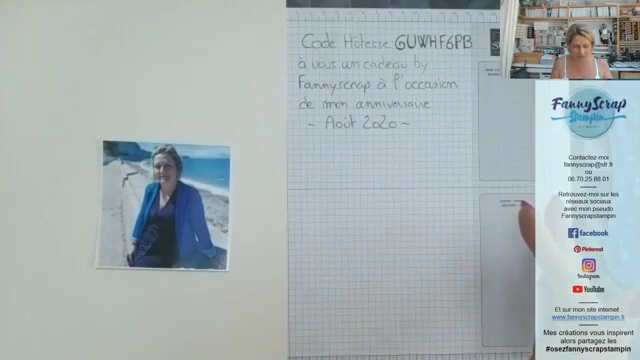 Code Hôtesse GUWHF6PB
à vous un cadeau by
Fannyscrap à l'occasion
de mon anniversaire
- Août 2020 -
FannyScrap
Stampin
Contactez-moi
fannyscrap@sfr.fr
ou
06.70.25.68.01
----------
Retrouvez-moi sur les
réseaux sociaux
avec mon pseudo
Fannyscrapstampin
facebook
Pinterest
Instagram
YouTube
----------
Et sur mon site internet :
www.fannyscrapstampin.fr
----------
Mes créations vous inspirent
alors partagez les
#osezfannyscrapstampin